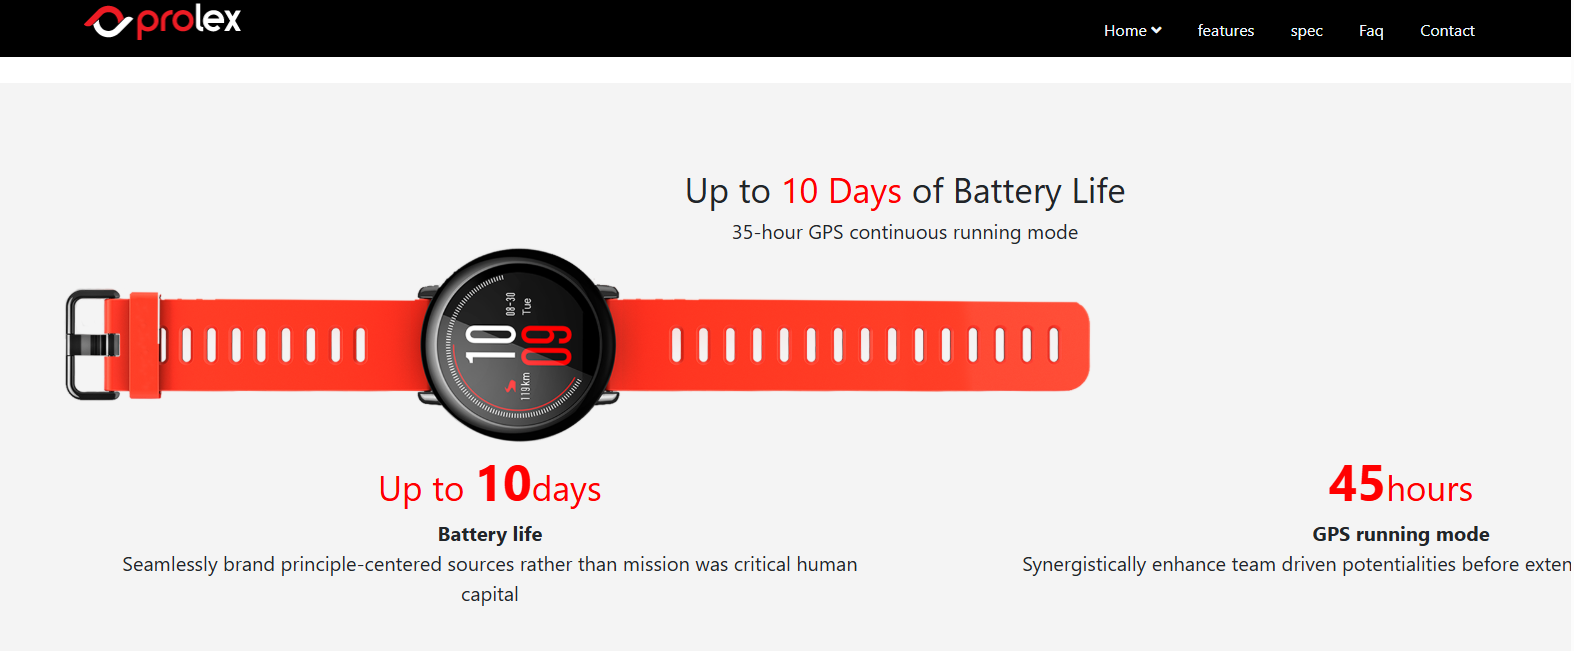 prolex
Home features spec Faq Contact
Up to 10 Days of Battery Life
35-hour GPS continuous running mode
08-30
Tue
10
09
119km
Up to 10days
Battery life
Seamlessly brand principle-centered sources rather than mission was critical human
capital
45hours
GPS running mode
Synergistically enhance team driven potentialities before exten